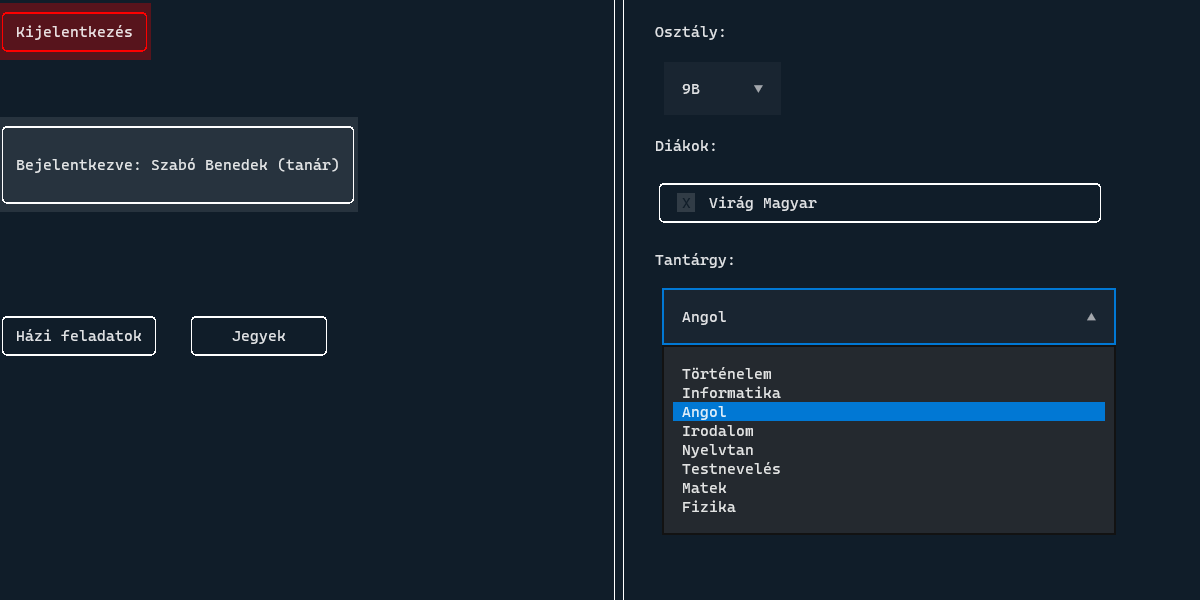 Kijelentkezés
Bejelentkezve: Szabó Benedek (tanár)
Házi feladatok
Jegyek
Osztály:
9B
Diákok:
X Virág Magyar
Tantárgy:
Angol
Történelem
Informatika
Angol
Irodalom
Nyelvtan
Testnevelés
Matek
Fizika